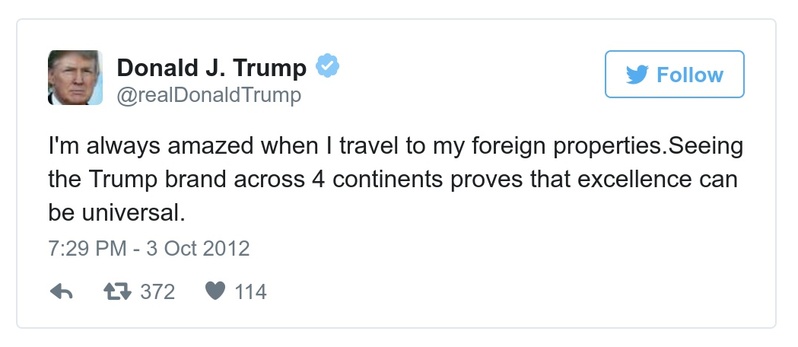 Donald J. Trump
@realDonaldTrump
Follow
I'm always amazed when I travel to my foreign properties.Seeing
the Trump brand across 4 continents proves that excellence can
be universal.
7:29 PM - 3 Oct 2012
372 114